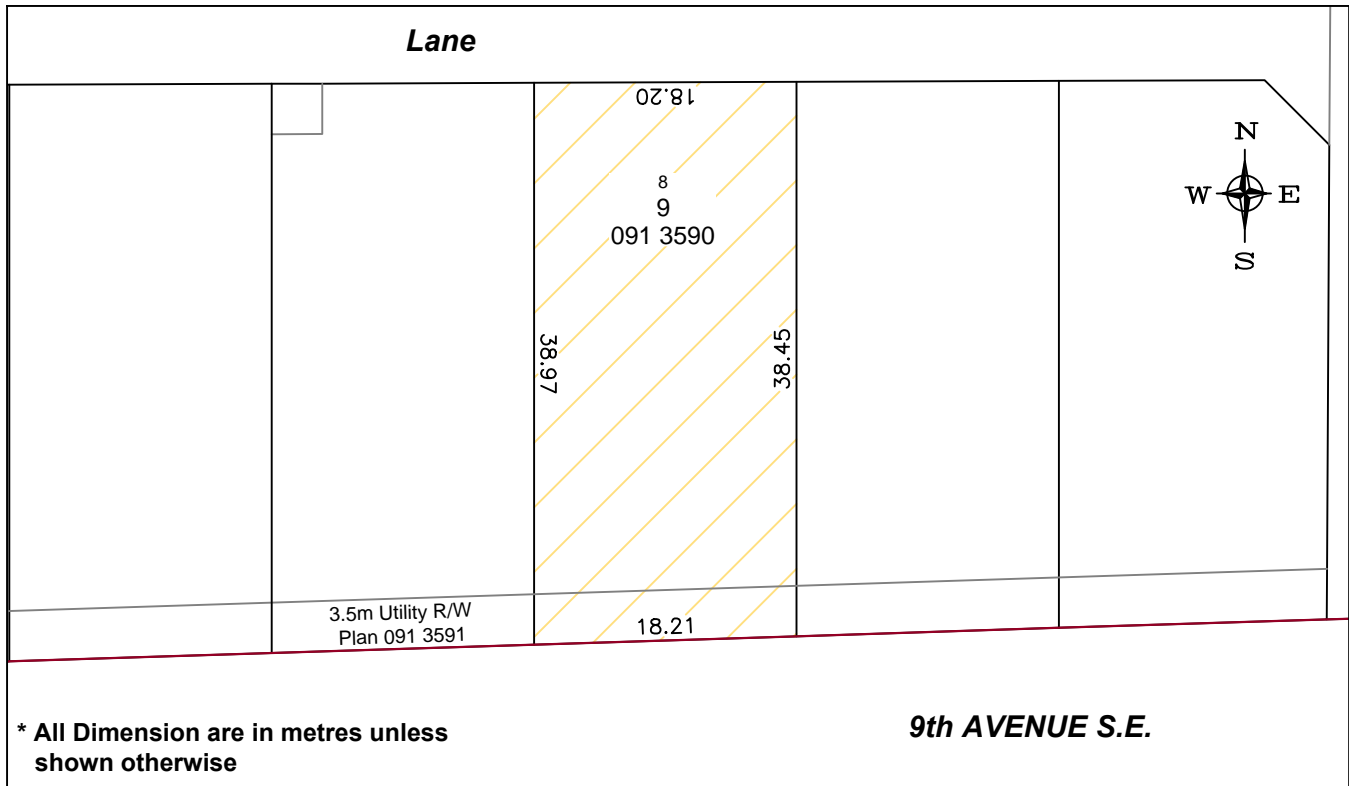 Lane
18.20
8
9
091 3590
N
W E
S
38.97
38.45
3.5m Utility R/W
Plan 091 3591
18.21
* All Dimension are in metres unless
shown otherwise
9th AVENUE S.E.